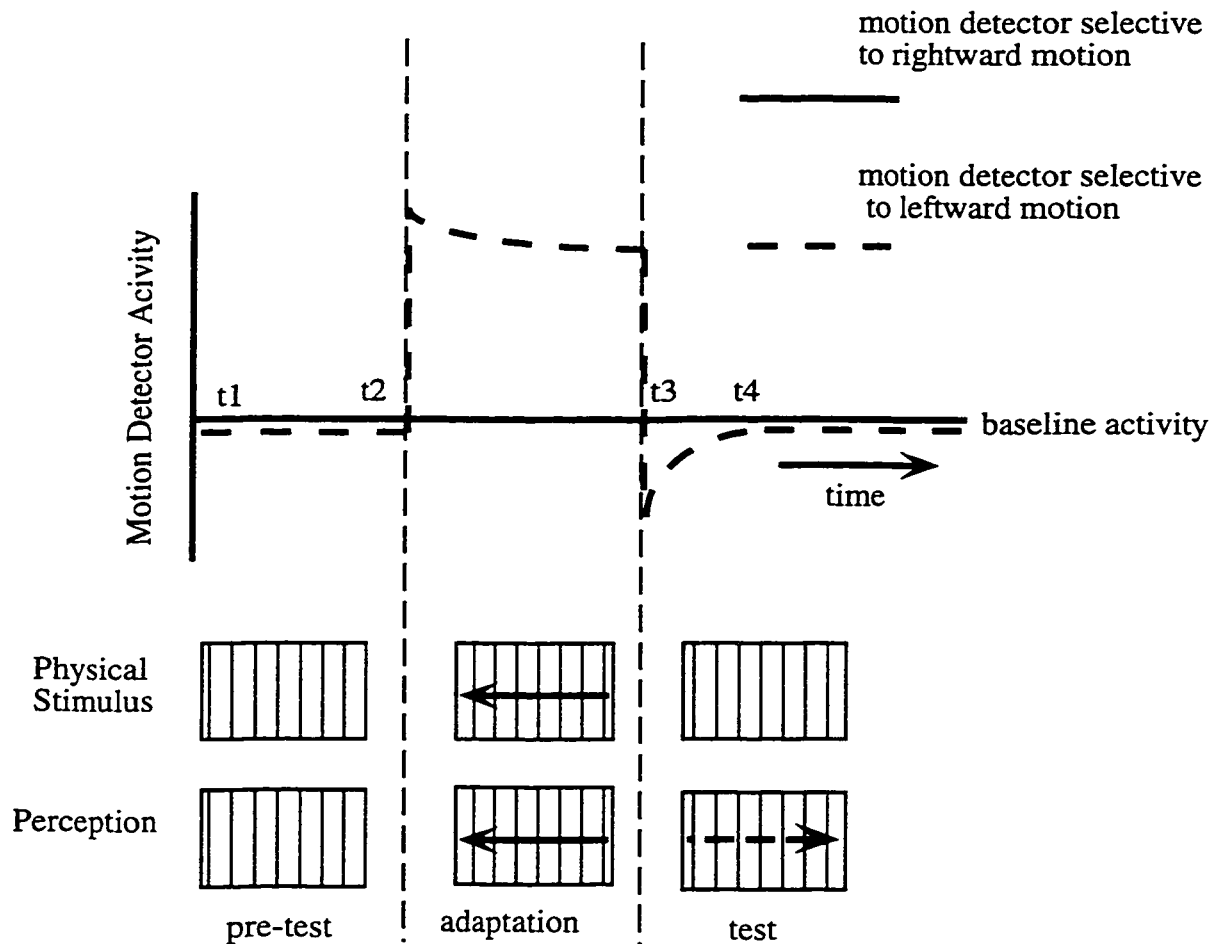 motion detector selective
to rightward motion
motion detector selective
to leftward motion
Motion Detector Acivity
t1
t2
t3
t4
baseline activity
time
Physical
Stimulus
Perception
pre-test
adaptation
test